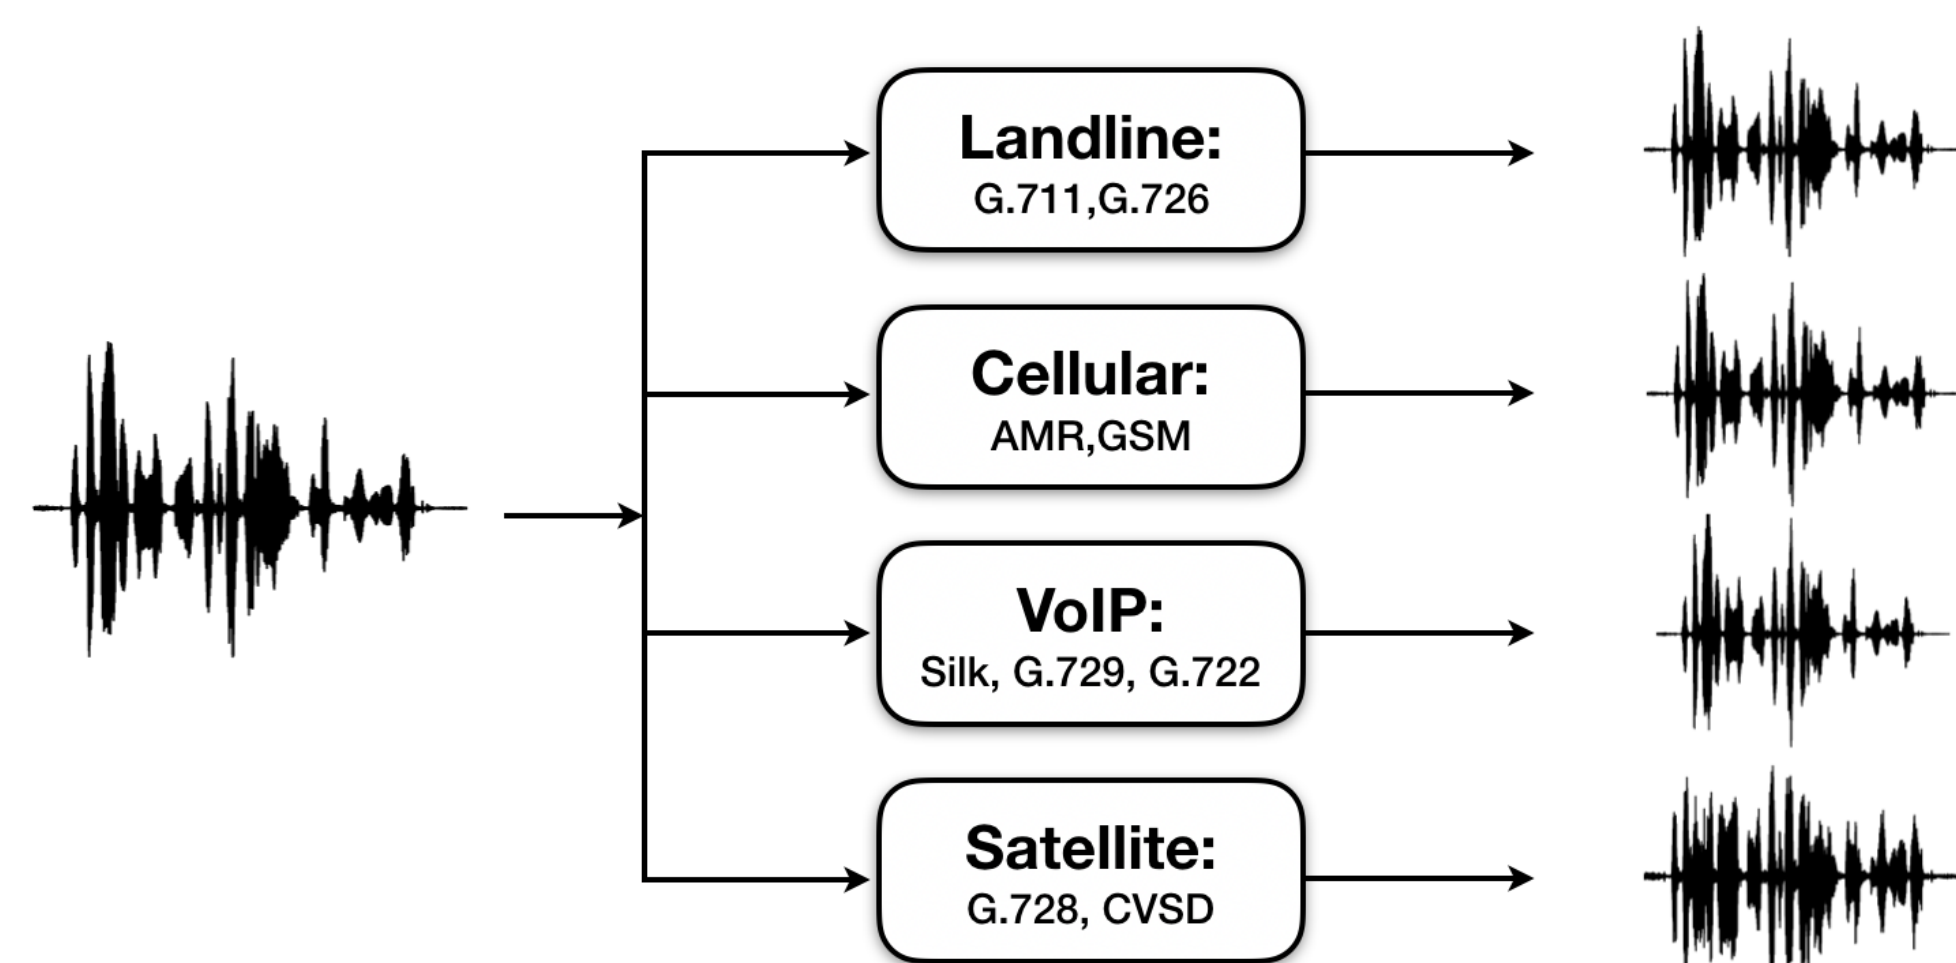 Landline:
G.711,G.726
Cellular:
AMR,GSM
VoIP:
Silk, G.729, G.722
Satellite:
G.728, CVSD